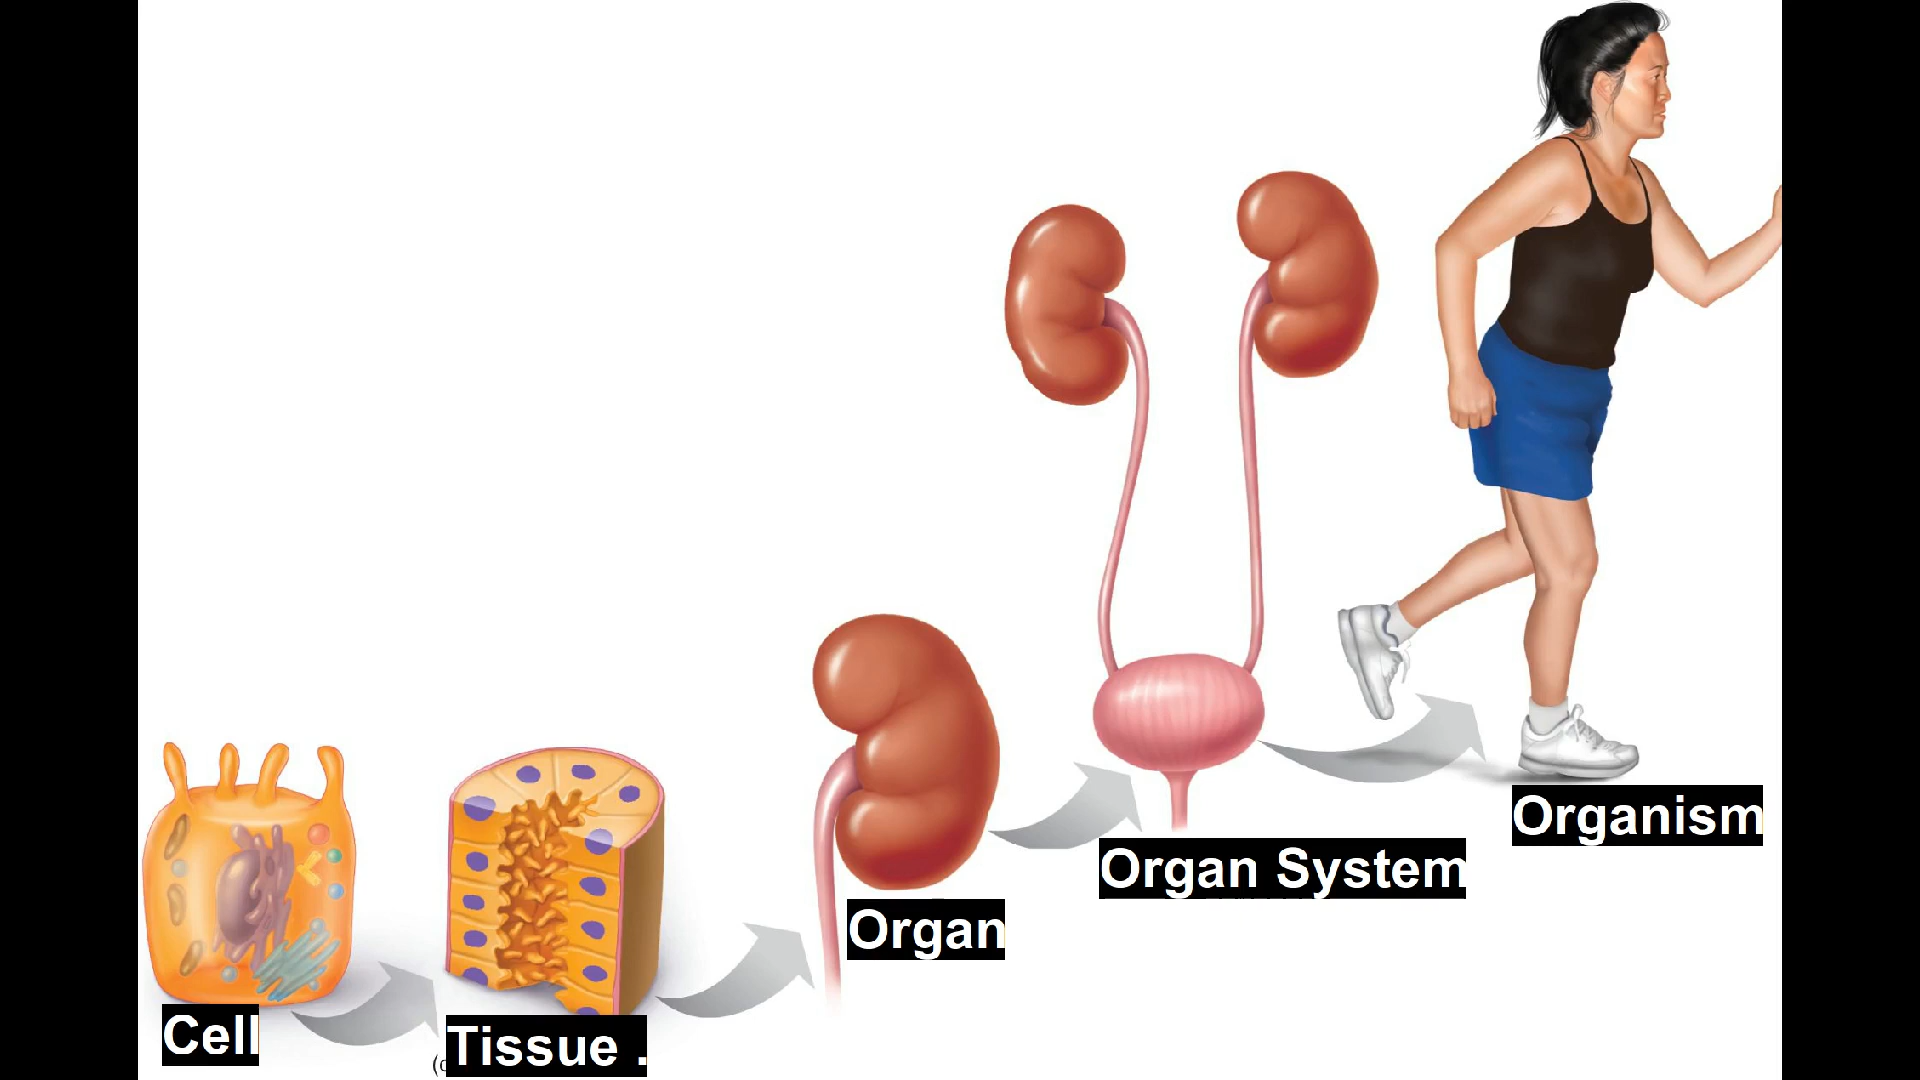 Cell
Tissue .
Organ
Organ System
Organism